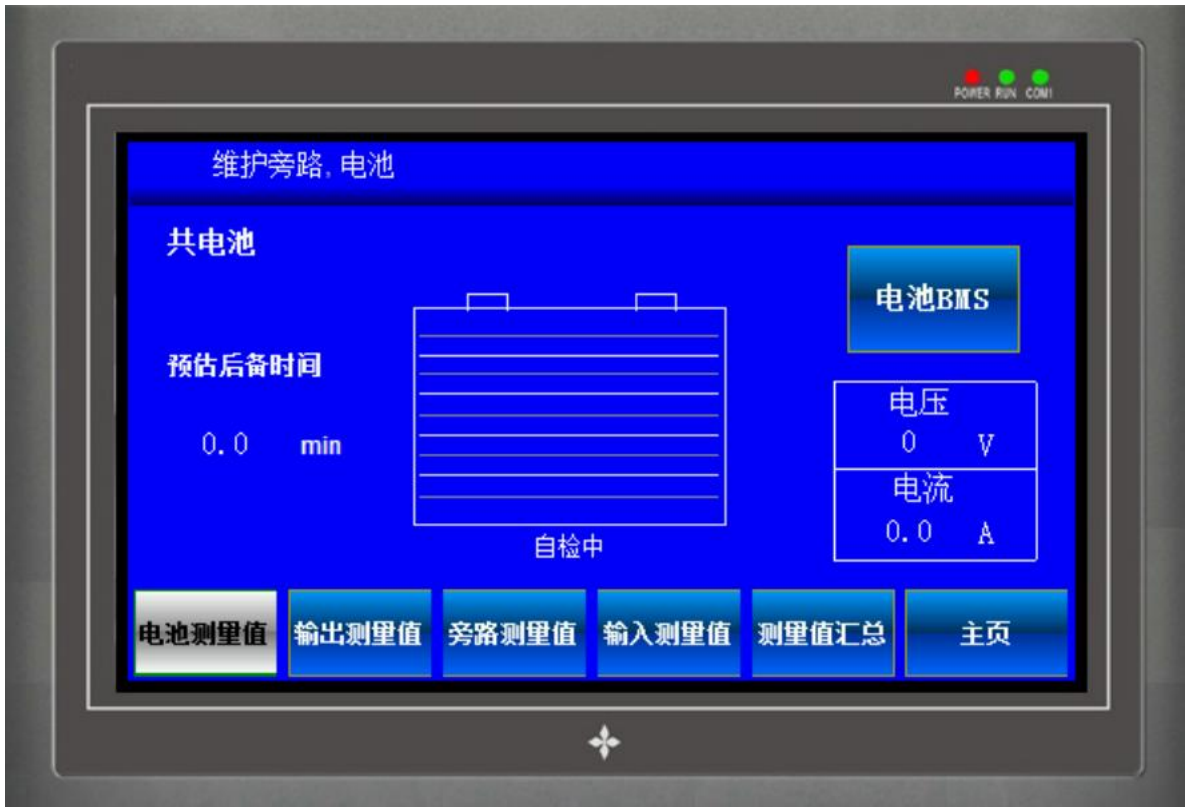 POWER RUN COM1
维护旁路,电池
共电池
电池BMS
预估后备时间
0.0 min
电压
0 V
电流
0.0 A
自检中
电池测量值 输出测量值 旁路测量值 输入测量值 测量值汇总 主页